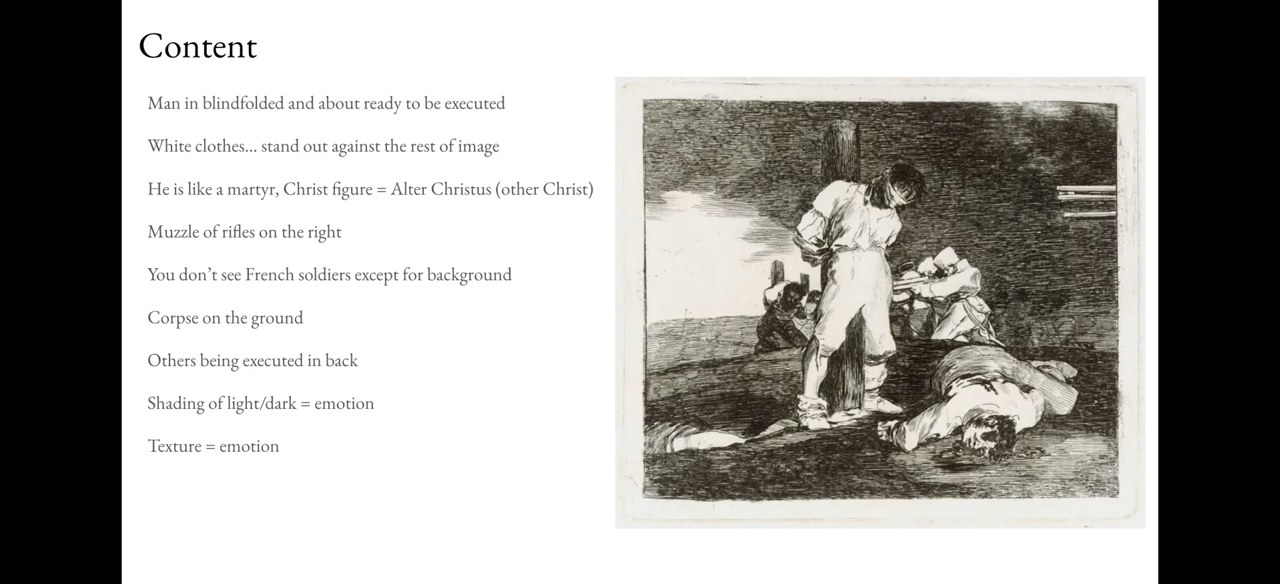 Content
Man in blindfolded and about ready to be executed
White clothes... stand out against the rest of image
He is like a martyr, Christ figure = Alter Christus (other Christ)
Muzzle of rifles on the right
You don’t see French soldiers except for background
Corpse on the ground
Others being executed in back
Shading of light/dark = emotion
Texture = emotion